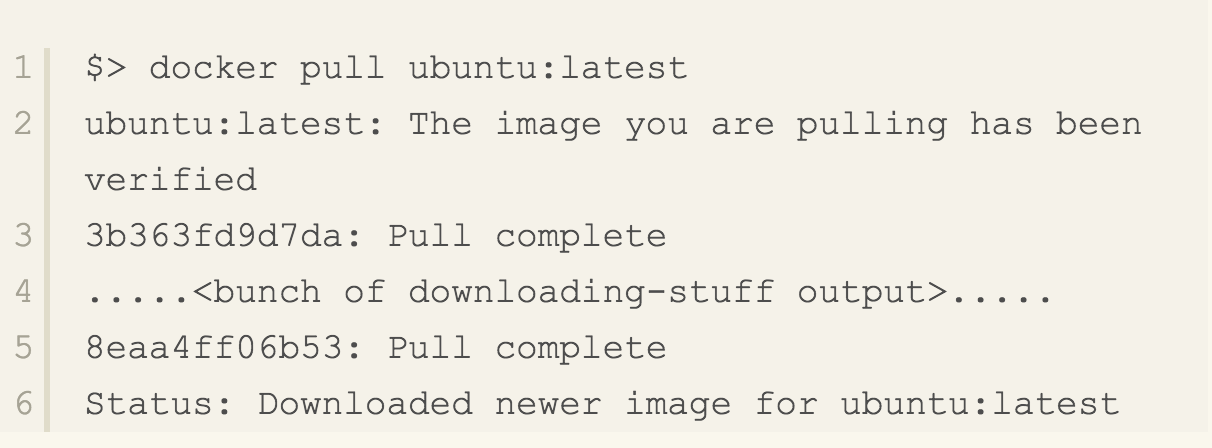 1 $> docker pull ubuntu:latest
2 ubuntu:latest: The image you are pulling has been
verified
3 3b363fd9d7da: Pull complete
4 .....<bunch of downloading-stuff output>.....
5 8eaa4ff06b53: Pull complete
6 Status: Downloaded newer image for ubuntu:latest